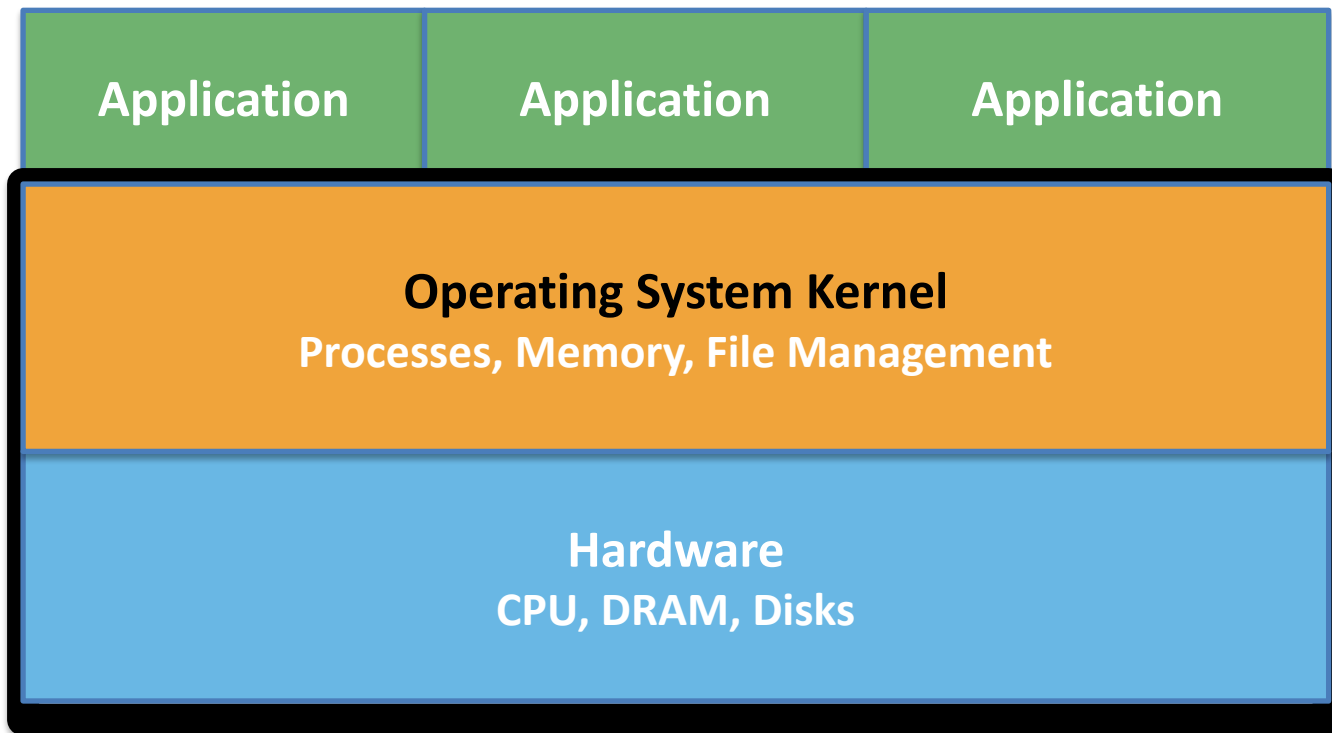 Application
Application
Application
Operating System Kernel
Processes, Memory, File Management
Hardware
CPU, DRAM, Disks